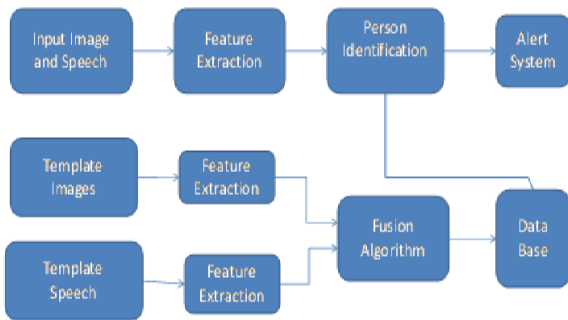 Input Image
and Speech
Feature
Extraction
Person
Identification
Alert
System
Template
Images
Feature
Extraction
Template
Speech
Feature
Extraction
Fusion
Algorithm
Data
Base